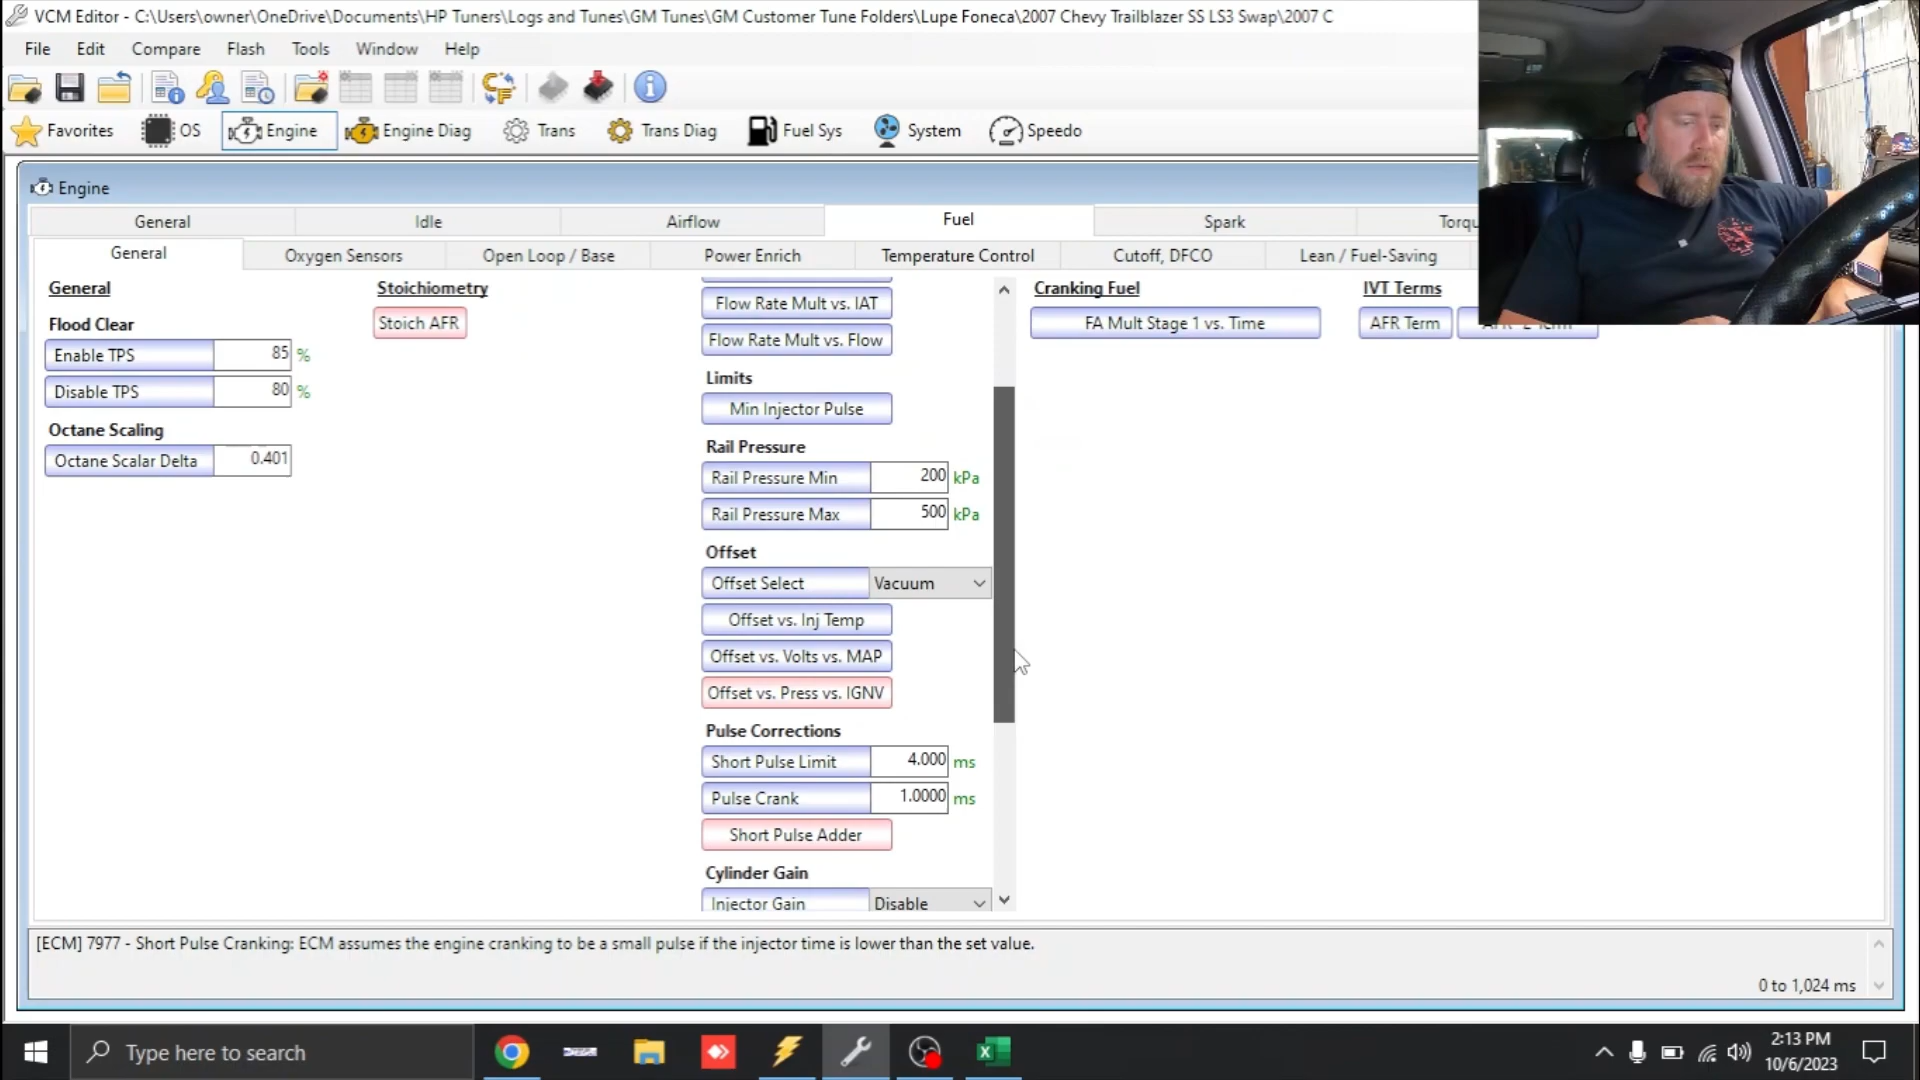 VCM Editor - C:\Users\owner\OneDrive\Documents\HP Tuners\Logs and Tunes\GM Tunes\GM Customer Tune Folders\Lupe Foneca\2007 Chevy Trailblazer SS LS3 Swap\2007 C
File Edit Compare Flash Tools Window Help
Favorites OS Engine Engine Diag Trans Trans Diag Fuel Sys System Speedo
Engine
General Idle Airflow Fuel Spark Torqu
General Oxygen Sensors Open Loop / Base Power Enrich Temperature Control Cutoff, DFCO Lean / Fuel-Saving
General
Flood Clear
Enable TPS 85 %
Disable TPS 80 %
Octane Scaling
Octane Scalar Delta 0.401
Stoichiometry
Stoich AFR
Flow Rate Mult vs. IAT
Flow Rate Mult vs. Flow
Limits
Min Injector Pulse
Rail Pressure
Rail Pressure Min 200 kPa
Rail Pressure Max 500 kPa
Offset
Offset Select Vacuum
Offset vs. Inj Temp
Offset vs. Volts vs. MAP
Offset vs. Press vs. IGNV
Pulse Corrections
Short Pulse Limit 4.000 ms
Pulse Crank 1.0000 ms
Short Pulse Adder
Cylinder Gain
Injector Gain Disable
Cranking Fuel
FA Mult Stage 1 vs. Time
IVT Terms
AFR Term
[ECM] 7977 - Short Pulse Cranking: ECM assumes the engine cranking to be a small pulse if the injector time is lower than the set value.
0 to 1,024 ms
Type here to search
2:13 PM
10/6/2023